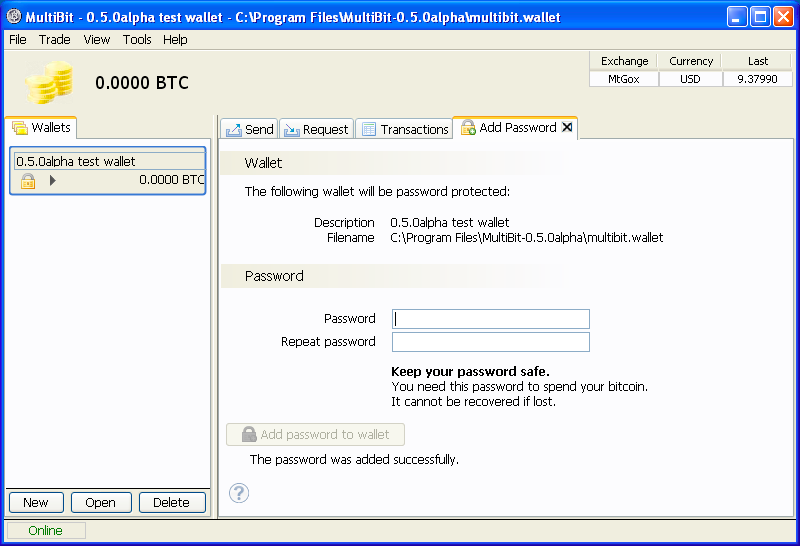 MultiBit - 0.5.0alpha test wallet - C:\Program Files\MultiBit-0.5.0alpha\multibit.wallet
File Trade View Tools Help
0.0000 BTC
Exchange Currency Last
MtGox USD 9.37990
Wallets
Send Request Transactions Add Password
0.5.0alpha test wallet
0.0000 BTC
Wallet
The following wallet will be password protected:
Description 0.5.0alpha test wallet
Filename C:\Program Files\MultiBit-0.5.0alpha\multibit.wallet
Password
Password
Repeat password
Keep your password safe.
You need this password to spend your bitcoin.
It cannot be recovered if lost.
Add password to wallet
The password was added successfully.
?
New Open Delete
Online